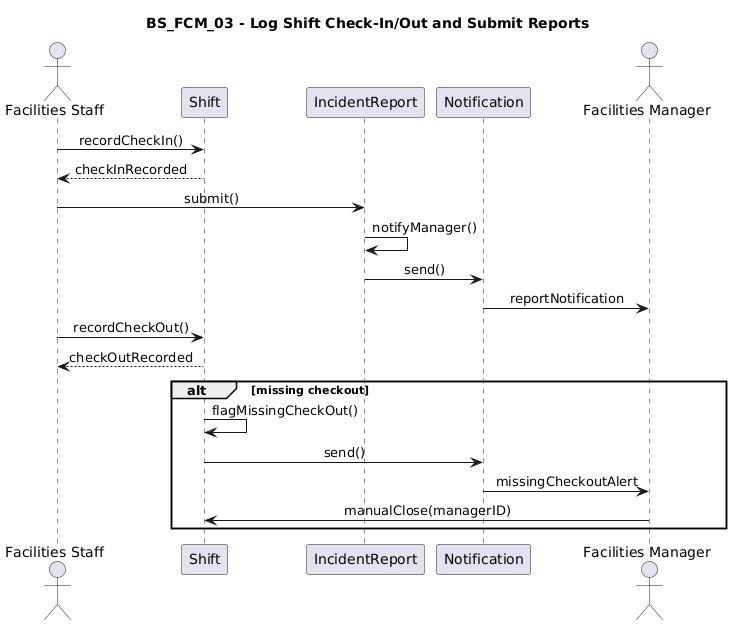 BS_FCM_03 - Log Shift Check-In/Out and Submit Reports
Facilities Staff
Shift
IncidentReport
Notification
Facilities Manager
recordCheckIn()
checkInRecorded
submit()
notifyManager()
send()
reportNotification
recordCheckOut()
checkOutRecorded
alt
[missing checkout]
flagMissingCheckOut()
send()
missingCheckoutAlert
manualClose(managerID)
Facilities Staff
Shift
IncidentReport
Notification
Facilities Manager